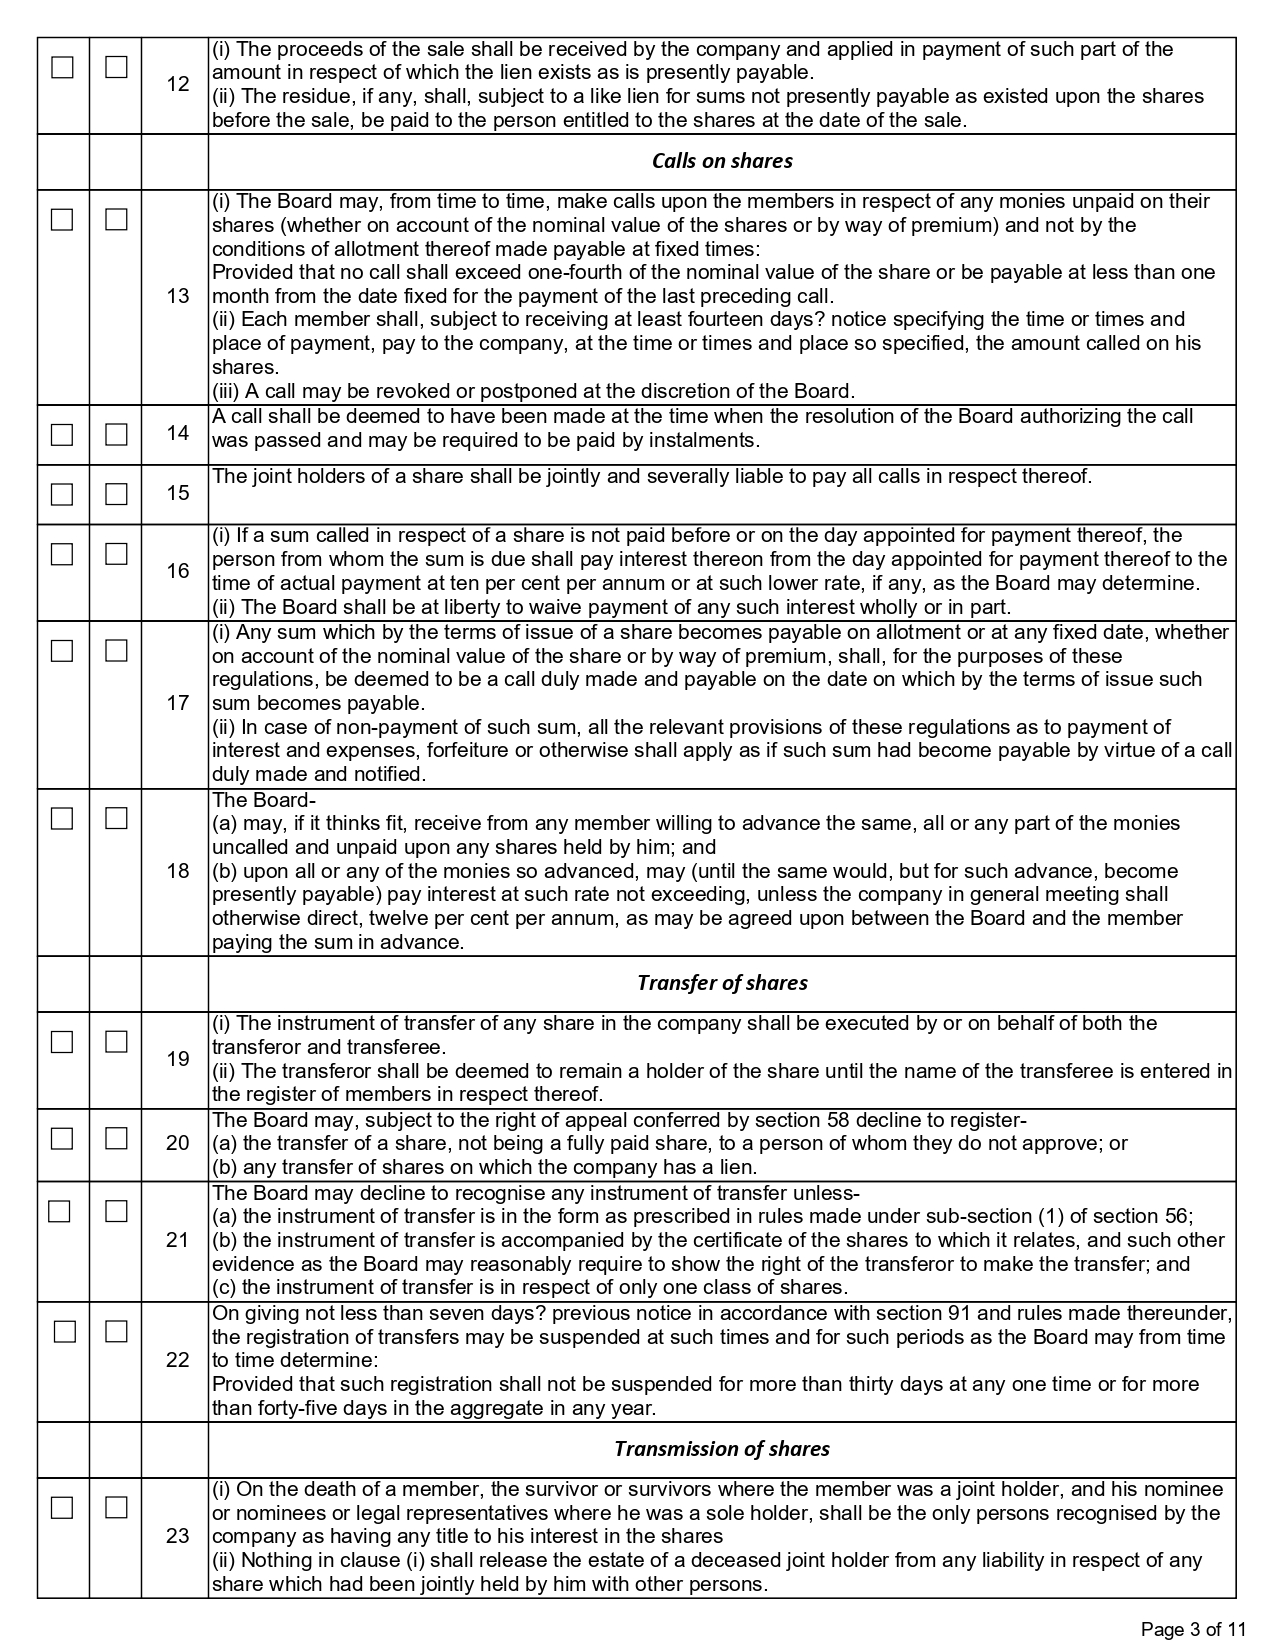 (i) The proceeds of the sale shall be received by the company and applied in payment of such part of the
amount in respect of which the lien exists as is presently payable.
12
(ii) The residue, if any, shall, subject to a like lien for sums not presently payable as existed upon the shares
before the sale, be paid to the person entitled to the shares at the date of the sale.
Calls on shares
(i) The Board may, from time to time, make calls upon the members in respect of any monies unpaid on their
shares (whether on account of the nominal value of the shares or by way of premium) and not by the
conditions of allotment thereof made payable at fixed times:
Provided that no call shall exceed one-fourth of the nominal value of the share or be payable at less than one
13
month from the date fixed for the payment of the last preceding call.
(ii) Each member shall, subject to receiving at least fourteen days? notice specifying the time or times and
place of payment, pay to the company, at the time or times and place so specified, the amount called on his
shares.
(iii) A call may be revoked or postponed at the discretion of the Board.
14
A call shall be deemed to have been made at the time when the resolution of the Board authorizing the call
was passed and may be required to be paid by instalments.
15
The joint holders of a share shall be jointly and severally liable to pay all calls in respect thereof.
16
(i) If a sum called in respect of a share is not paid before or on the day appointed for payment thereof, the
person from whom the sum is due shall pay interest thereon from the day appointed for payment thereof to the
time of actual payment at ten per cent per annum or at such lower rate, if any, as the Board may determine.
(ii) The Board shall be at liberty to waive payment of any such interest wholly or in part.
17
(i) Any sum which by the terms of issue of a share becomes payable on allotment or at any fixed date, whether
on account of the nominal value of the share or by way of premium, shall, for the purposes of these
regulations, be deemed to be a call duly made and payable on the date on which by the terms of issue such
sum becomes payable.
(ii) In case of non-payment of such sum, all the relevant provisions of these regulations as to payment of
interest and expenses, forfeiture or otherwise shall apply as if such sum had become payable by virtue of a call
duly made and notified.
18
The Board-
(a) may, if it thinks fit, receive from any member willing to advance the same, all or any part of the monies
uncalled and unpaid upon any shares held by him; and
(b) upon all or any of the monies so advanced, may (until the same would, but for such advance, become
presently payable) pay interest at such rate not exceeding, unless the company in general meeting shall
otherwise direct, twelve per cent per annum, as may be agreed upon between the Board and the member
paying the sum in advance.
Transfer of shares
19
(i) The instrument of transfer of any share in the company shall be executed by or on behalf of both the
transferor and transferee.
(ii) The transferor shall be deemed to remain a holder of the share until the name of the transferee is entered in
the register of members in respect thereof.
20
The Board may, subject to the right of appeal conferred by section 58 decline to register-
(a) the transfer of a share, not being a fully paid share, to a person of whom they do not approve; or
(b) any transfer of shares on which the company has a lien.
21
The Board may decline to recognise any instrument of transfer unless-
(a) the instrument of transfer is in the form as prescribed in rules made under sub-section (1) of section 56;
(b) the instrument of transfer is accompanied by the certificate of the shares to which it relates, and such other
evidence as the Board may reasonably require to show the right of the transferor to make the transfer; and
(c) the instrument of transfer is in respect of only one class of shares.
22
On giving not less than seven days? previous notice in accordance with section 91 and rules made thereunder,
the registration of transfers may be suspended at such times and for such periods as the Board may from time
to time determine:
Provided that such registration shall not be suspended for more than thirty days at any one time or for more
than forty-five days in the aggregate in any year.
Transmission of shares
23
(i) On the death of a member, the survivor or survivors where the member was a joint holder, and his nominee
or nominees or legal representatives where he was a sole holder, shall be the only persons recognised by the
company as having any title to his interest in the shares
(ii) Nothing in clause (i) shall release the estate of a deceased joint holder from any liability in respect of any
share which had been jointly held by him with other persons.
Page 3 of 11